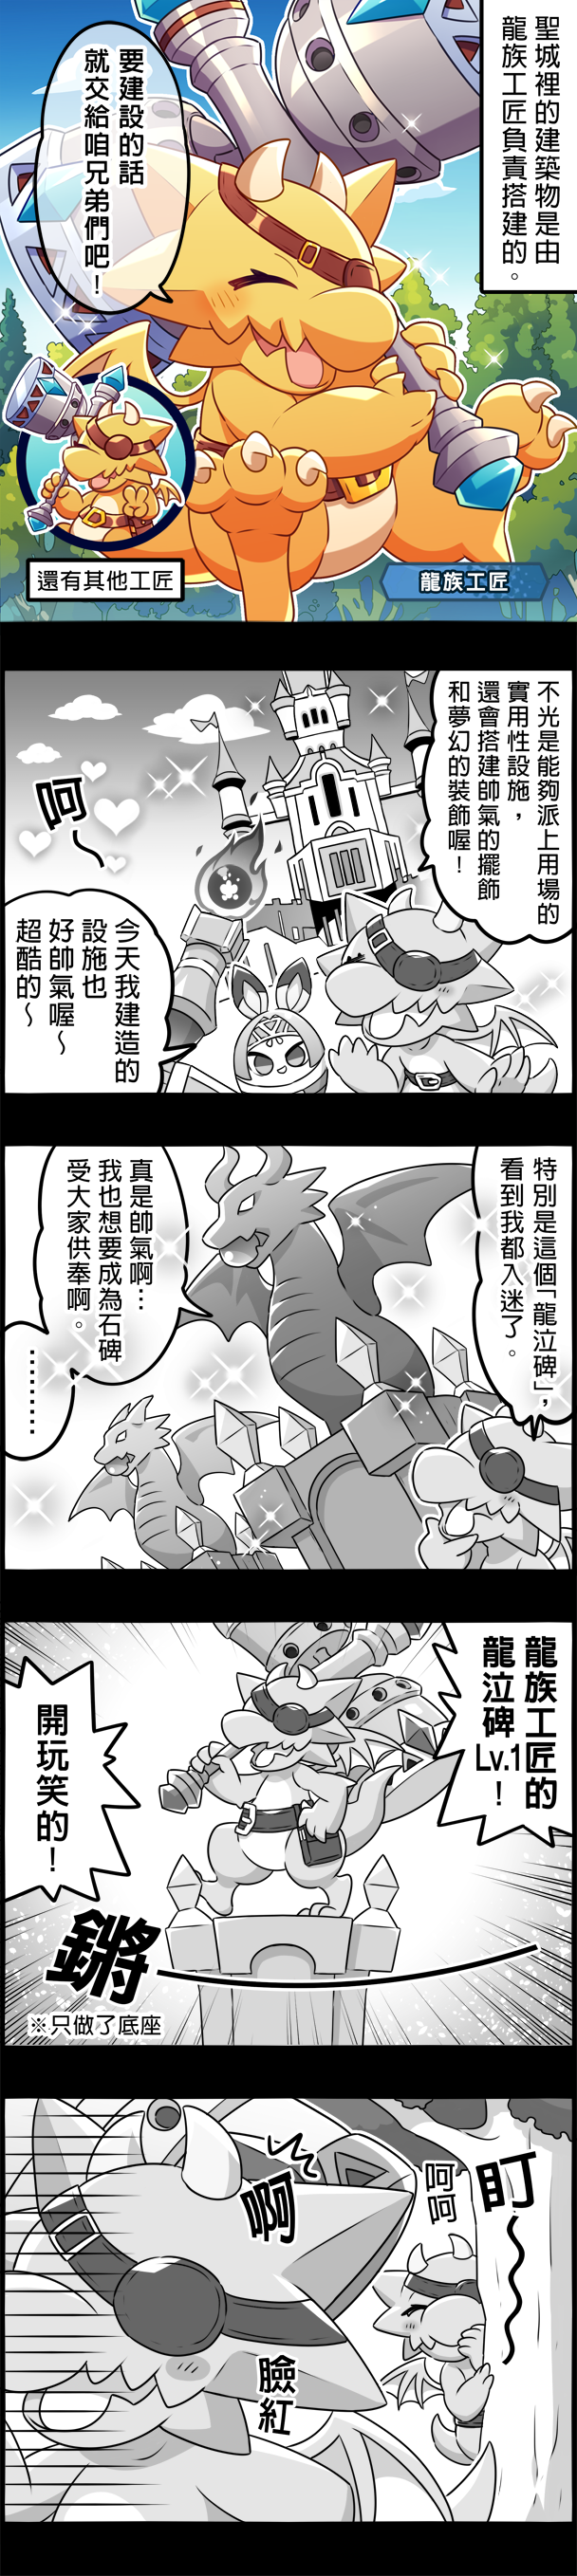 聖城裡的建築物是由
龍族工匠負責搭建的。
要建設的話
就交給咱兄弟們吧！
還有其他工匠
龍族工匠
不光是能夠派上用場的
實用性設施，
還會搭建帥氣的擺飾
和夢幻的裝飾喔！
呵～
今天我建造的
設施也
好帥氣喔～
超酷的～
特別是這個「龍泣碑」，
看到我都入迷了。
真是帥氣啊…
我也想要成為石碑
受大家供奉啊。
………
龍族工匠的
龍泣碑Lv.1！
開玩笑的！
鏘
※只做了底座
盯～
呵呵
啊
臉紅